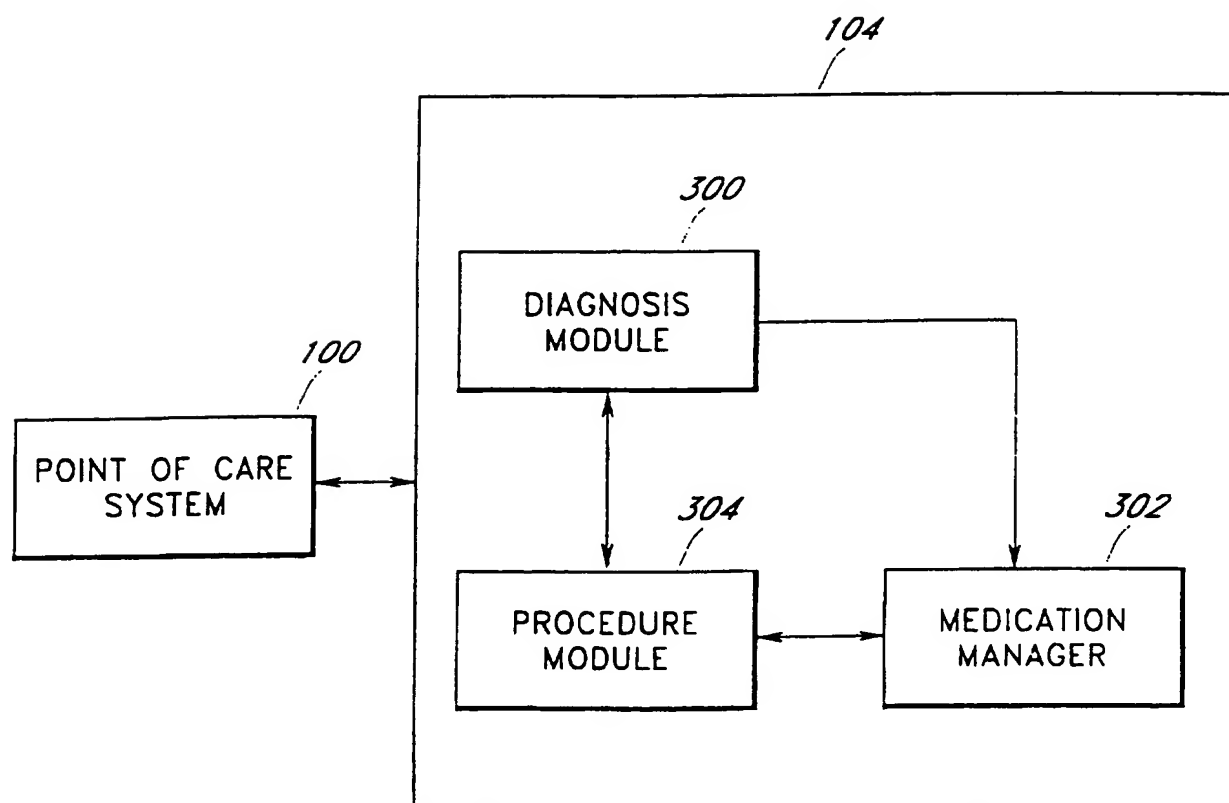 104
300
DIAGNOSIS
MODULE
100
POINT OF CARE
SYSTEM
304
302
PROCEDURE
MODULE
MEDICATION
MANAGER